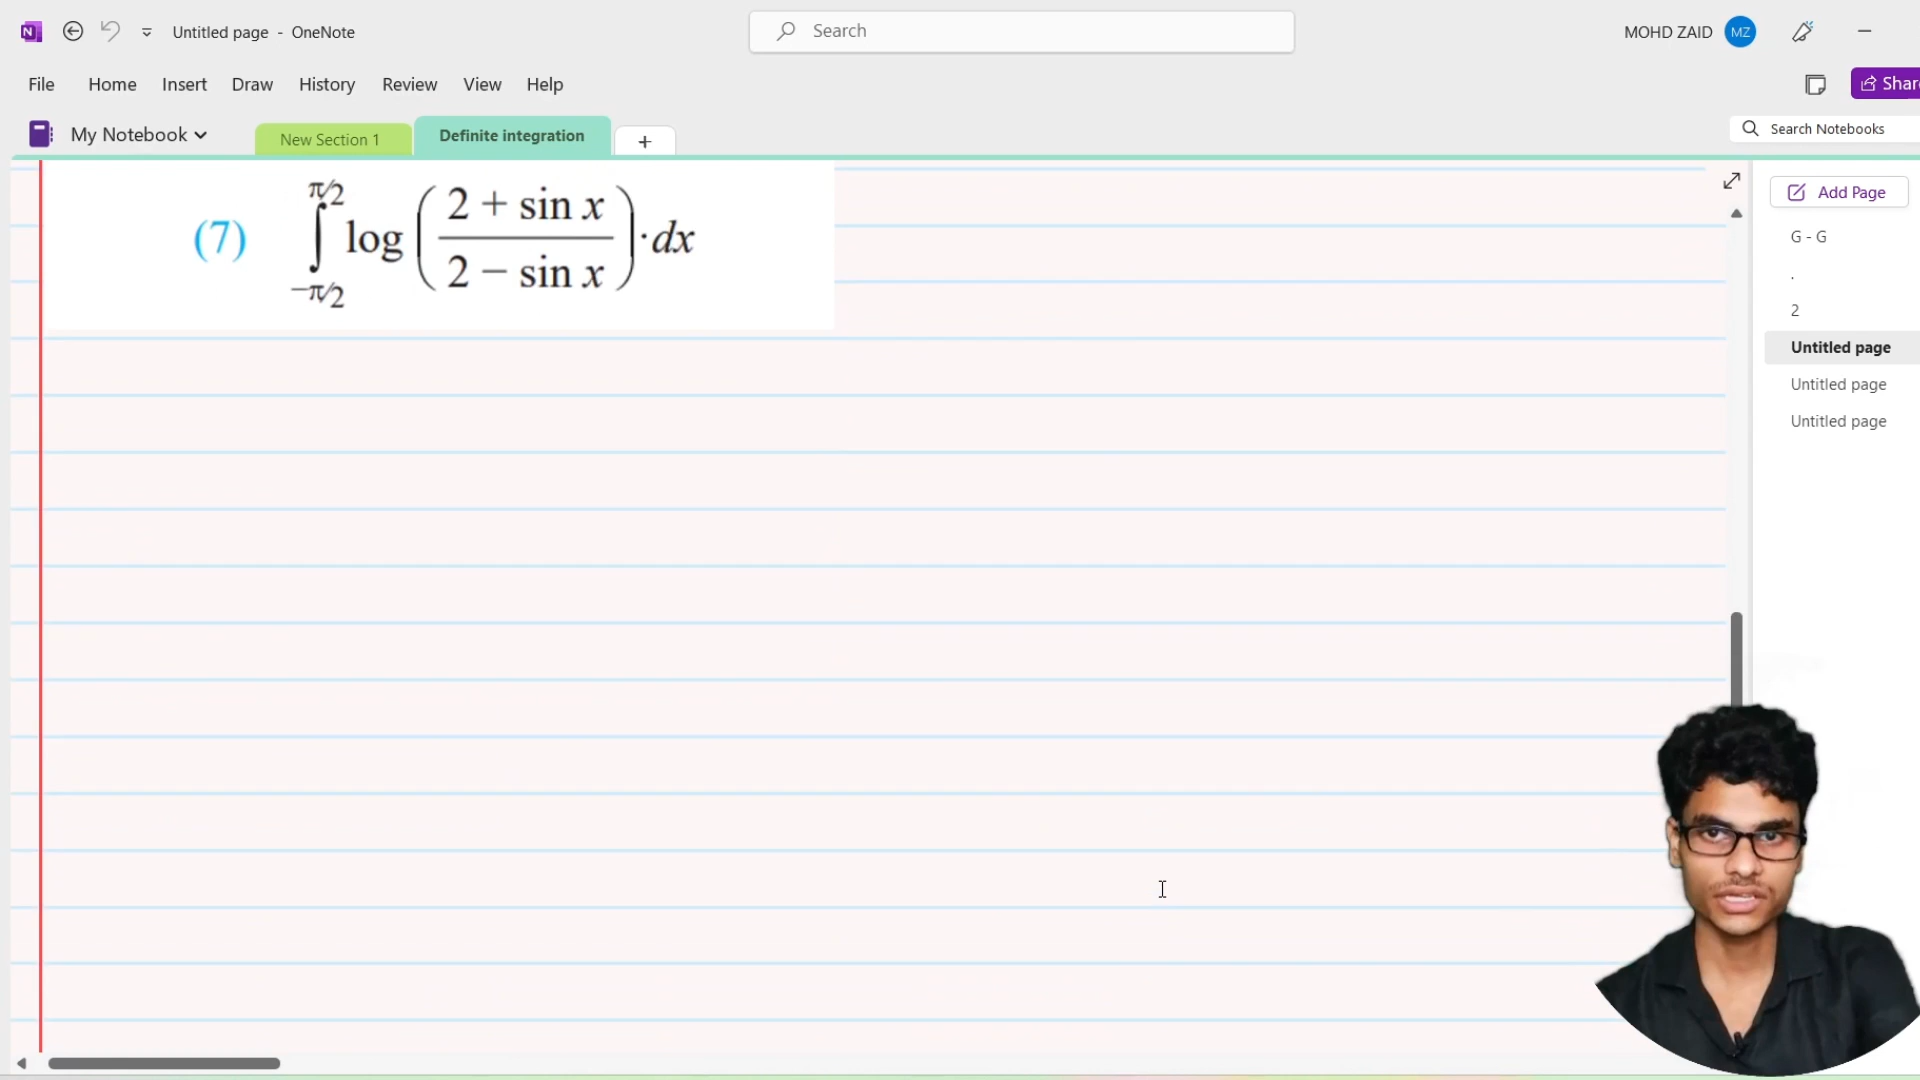 Untitled page - OneNote
Search
MOHD ZAID
MZ
File Home Insert Draw History Review View Help
Share
My Notebook
New Section 1
Definite integration
+
Search Notebooks
Add Page
G - G
.
2
Untitled page
Untitled page
Untitled page
(7) ∫_{-π/2}^{π/2} log ( (2 + sin x) / (2 − sin x) ) · dx